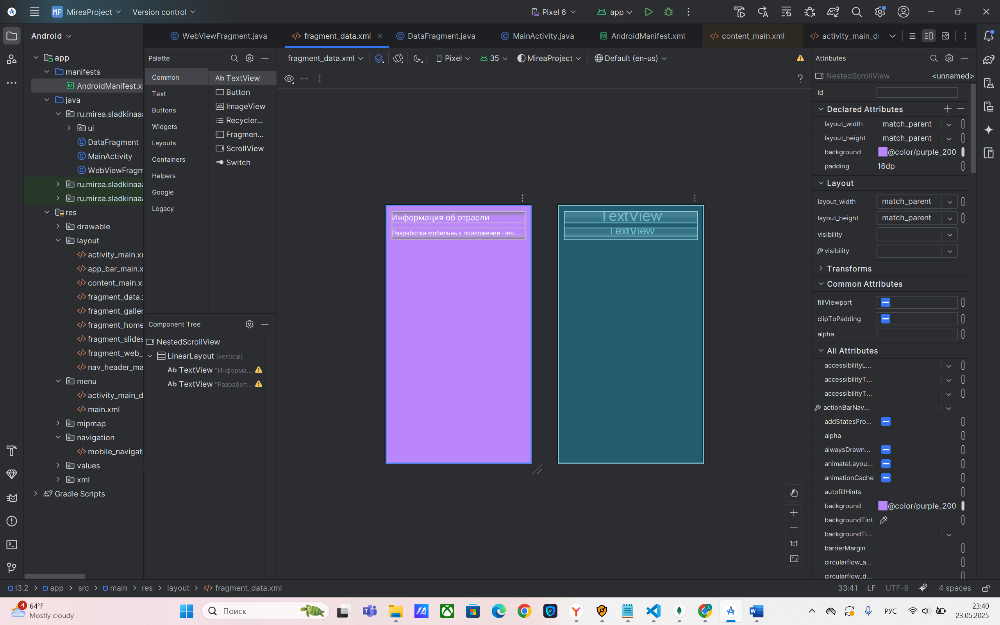 MP MireaProject Version control Pixel 6 app
Android
WebViewFragment.java fragment_data.xml DataFragment.java MainActivity.java AndroidManifest.xml content_main.xml activity_main_dr
app
manifests
AndroidManifest.x
java
ru.mirea.sladkinaaa
ui
DataFragment
MainActivity
WebViewFragm
ru.mirea.sladkinaaa
ru.mirea.sladkinaaa
res
drawable
layout
activity_main.xm
app_bar_main.x
content_main.x
fragment_data.x
fragment_galler
fragment_home
fragment_slides
fragment_web_
nav_header_ma
menu
activity_main_d
main.xml
mipmap
navigation
mobile_navigati
values
xml
Gradle Scripts
Palette
Common
Text
Buttons
Widgets
Layouts
Containers
Helpers
Google
Legacy
Ab TextView
Button
ImageView
Recycler...
Fragmen...
ScrollView
Switch
Component Tree
NestedScrollView
LinearLayout (vertical)
Ab TextView "Информа...
Ab TextView "Разработ...
fragment_data.xml Pixel 35 MireaProject Default (en-us)
?
Информация об отрасли
Разработка мобильных приложений - это...
TextView
TextView
1:1
Attributes
NestedScrollView <unnamed>
id
Declared Attributes
layout_width match_parent
layout_height match_parent
background @color/purple_200
padding 16dp
Layout
layout_width match_parent
layout_height match_parent
visibility
visibility
Transforms
Common Attributes
fillViewport
clipToPadding
alpha
All Attributes
accessibilityL...
accessibilityT...
accessibilityT...
actionBarNav...
addStatesFro...
alpha
alwaysDrawn...
animateLayou...
animationCache
autofillHints
background @color/purple_200
backgroundTint
backgroundTi...
barrierMargin
circularflow_a...
circularflow_d...
l3.2 app src main res layout fragment_data.xml 33:41 LF UTF-8 4 spaces
4 64°F
Mostly cloudy
Поиск
РУС
23:40
23.05.2025